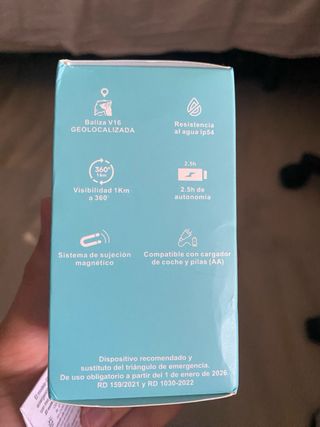 Baliza V16
GEOLOCALIZADA
Resistencia
al agua Ip54
360°
1 km
Visibilidad 1Km
a 360
2.5h
2.5h de
autonomía
Sistema de sujeción
magnético
Compatible con cargador
de coche y pilas (AA)
Dispositivo recomendado y
sustituto del triángulo de emergencia.
De uso obligatorio a partir del 1 de enero de 2026.
RD 159/2021 y RD 1030-2022